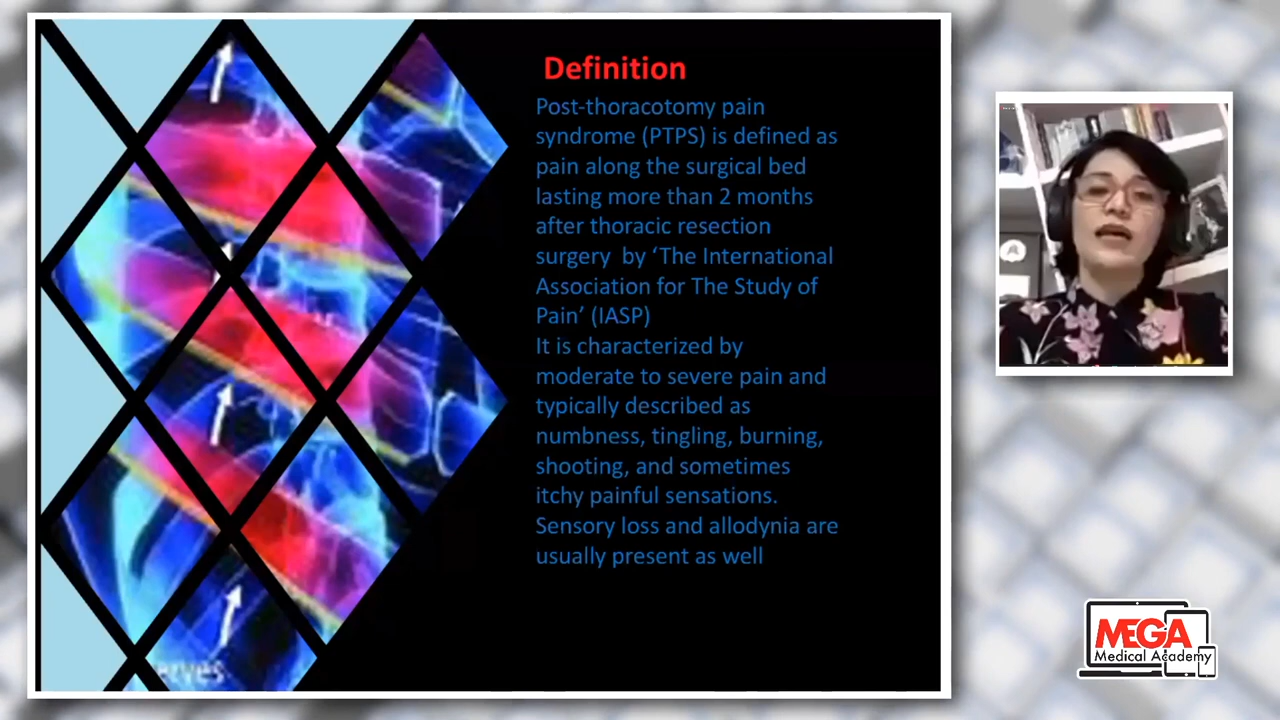 Definition
Post-thoracotomy pain
syndrome (PTPS) is defined as
pain along the surgical bed
lasting more than 2 months
after thoracic resection
surgery  by ‘The International
Association for The Study of
Pain’ (IASP)
It is characterized by
moderate to severe pain and
typically described as
numbness, tingling, burning,
shooting, and sometimes
itchy painful sensations.
Sensory loss and allodynia are
usually present as well
MEGA
Medical Academy